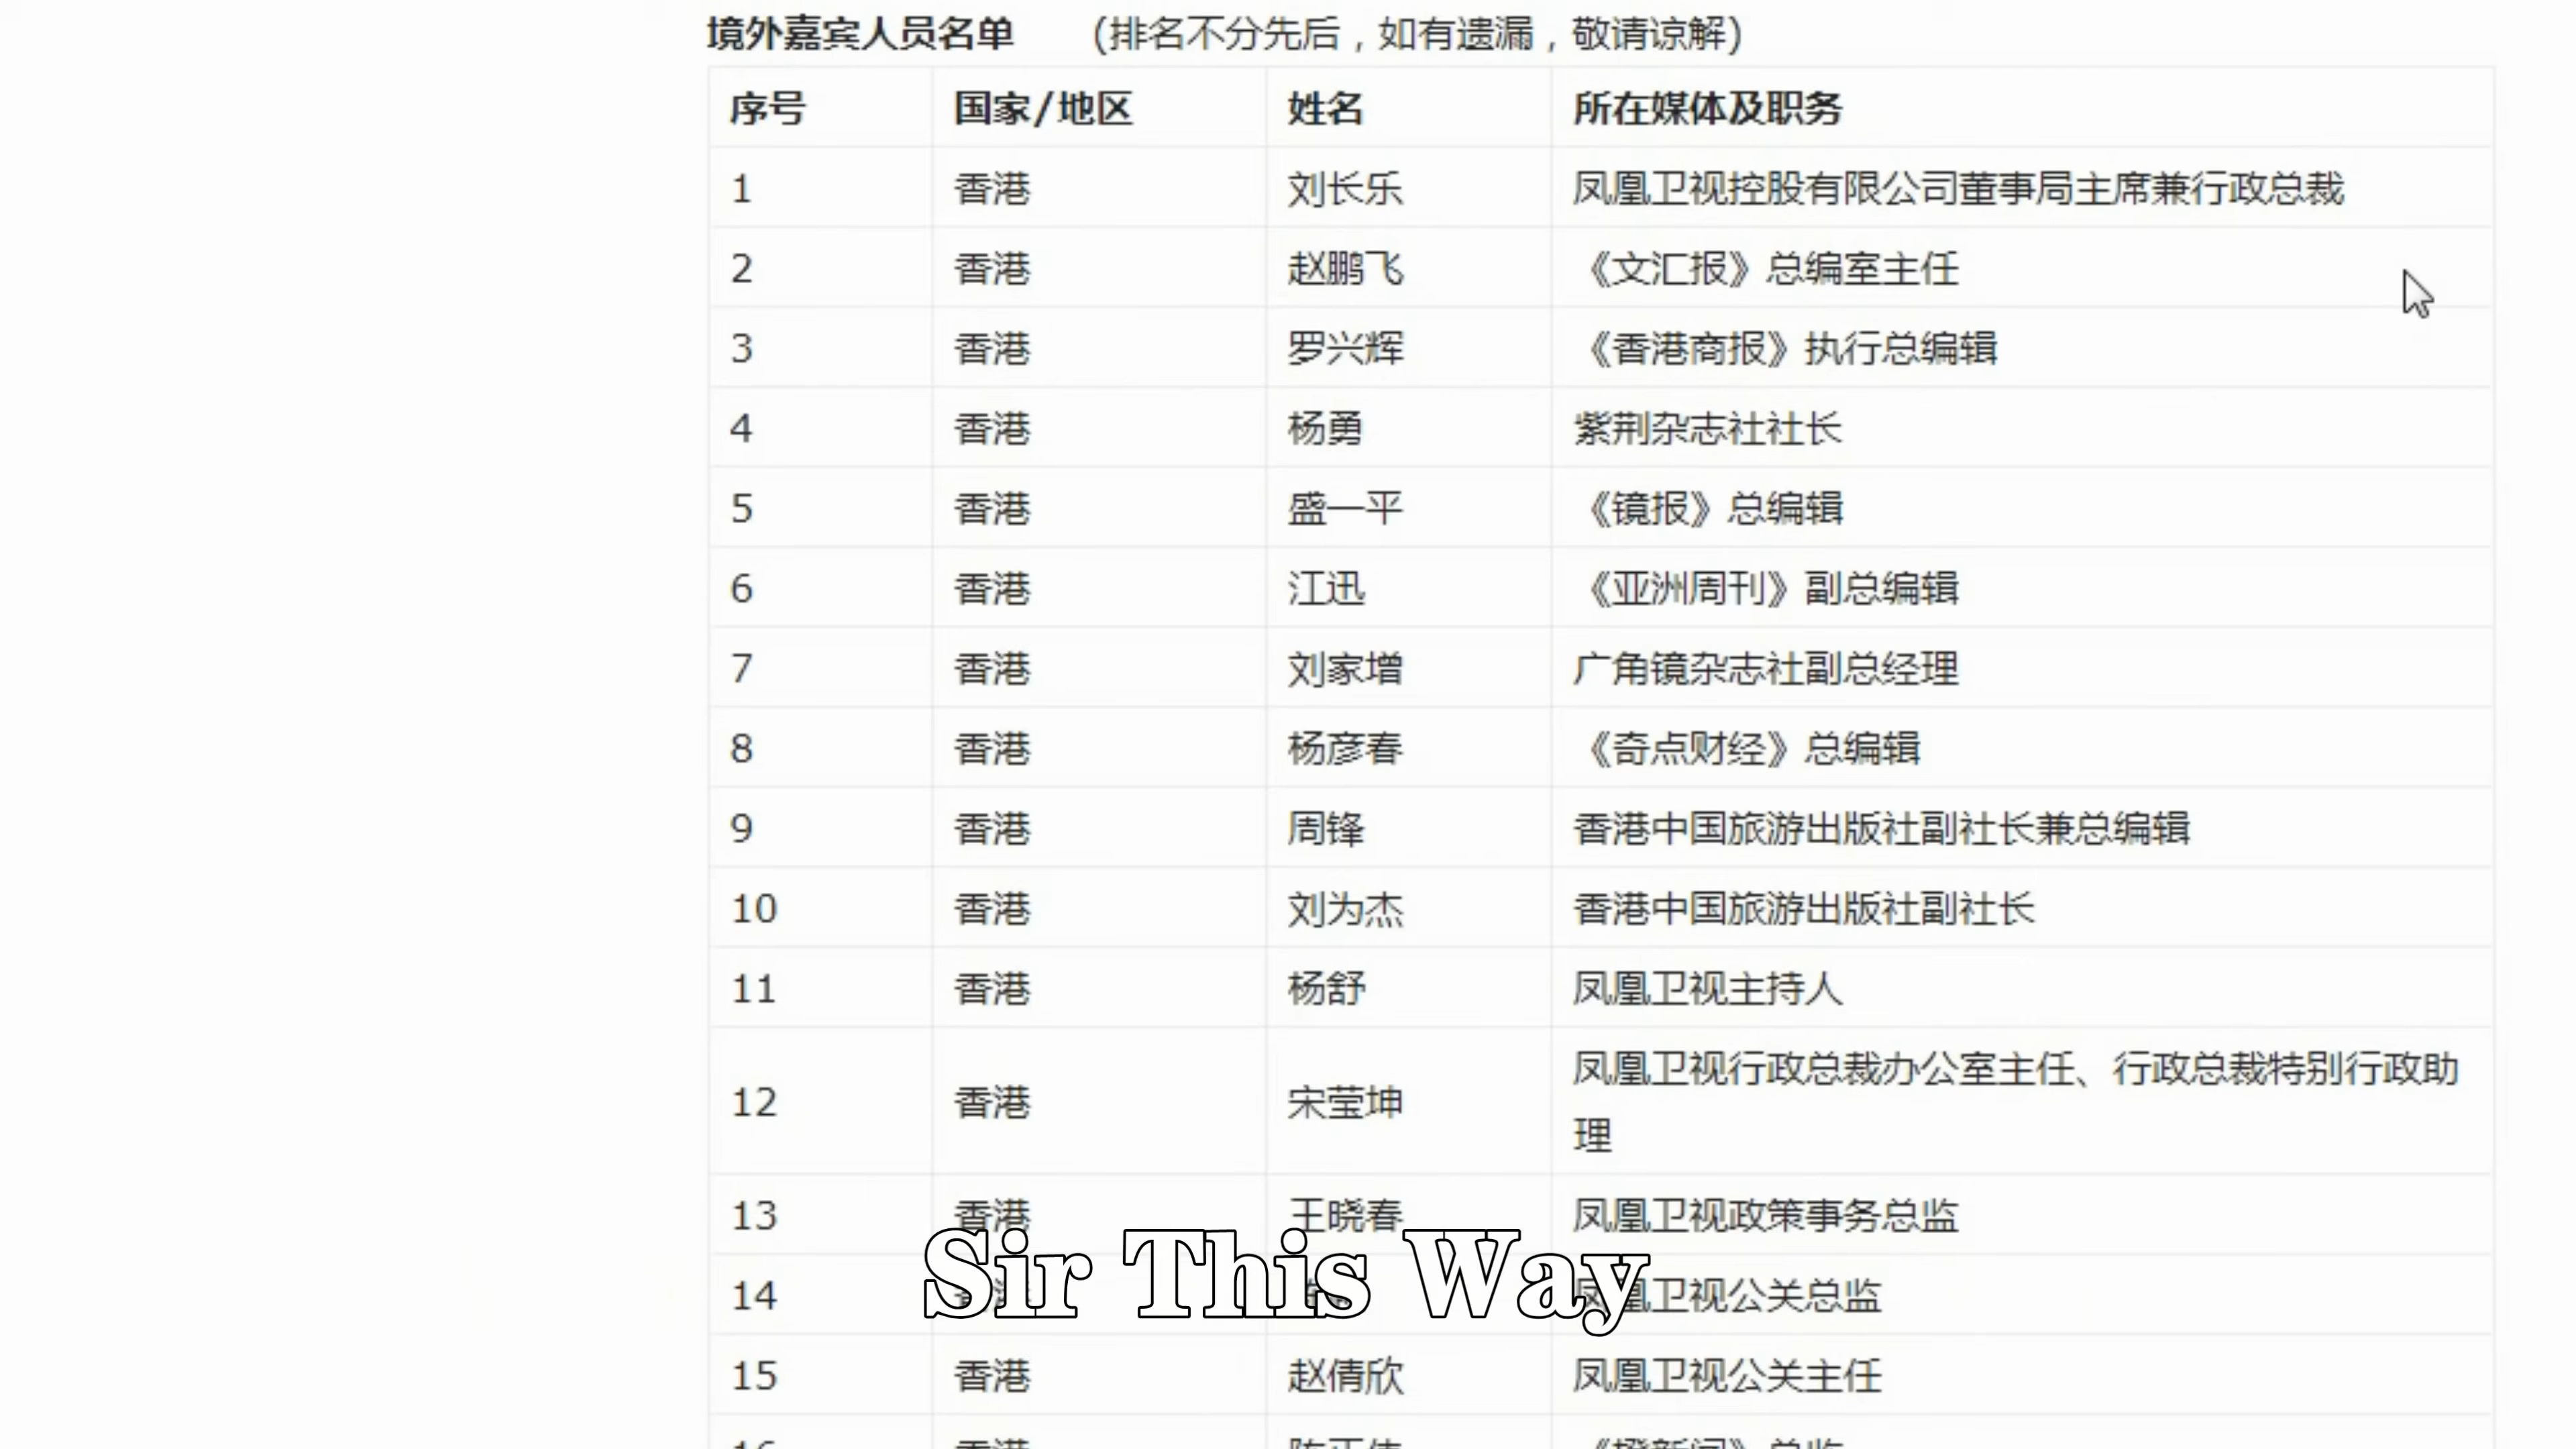 境外嘉宾人员名单 (排名不分先后，如有遗漏，敬请谅解)
序号 国家/地区 姓名 所在媒体及职务
1 香港 刘长乐 凤凰卫视控股有限公司董事局主席兼行政总裁
2 香港 赵鹏飞 《文汇报》总编室主任
3 香港 罗兴辉 《香港商报》执行总编辑
4 香港 杨勇 紫荆杂志社社长
5 香港 盛一平 《镜报》总编辑
6 香港 江迅 《亚洲周刊》副总编辑
7 香港 刘家增 广角镜杂志社副总经理
8 香港 杨彦春 《奇点财经》总编辑
9 香港 周锋 香港中国旅游出版社副社长兼总编辑
10 香港 刘为杰 香港中国旅游出版社副社长
11 香港 杨舒 凤凰卫视主持人
12 香港 宋莹坤 凤凰卫视行政总裁办公室主任、行政总裁特别行政助
理
13 香港 王晓春 凤凰卫视政策事务总监
Sir This Way
14 香港 凤凰卫视公关总监
15 香港 赵倩欣 凤凰卫视公关主任